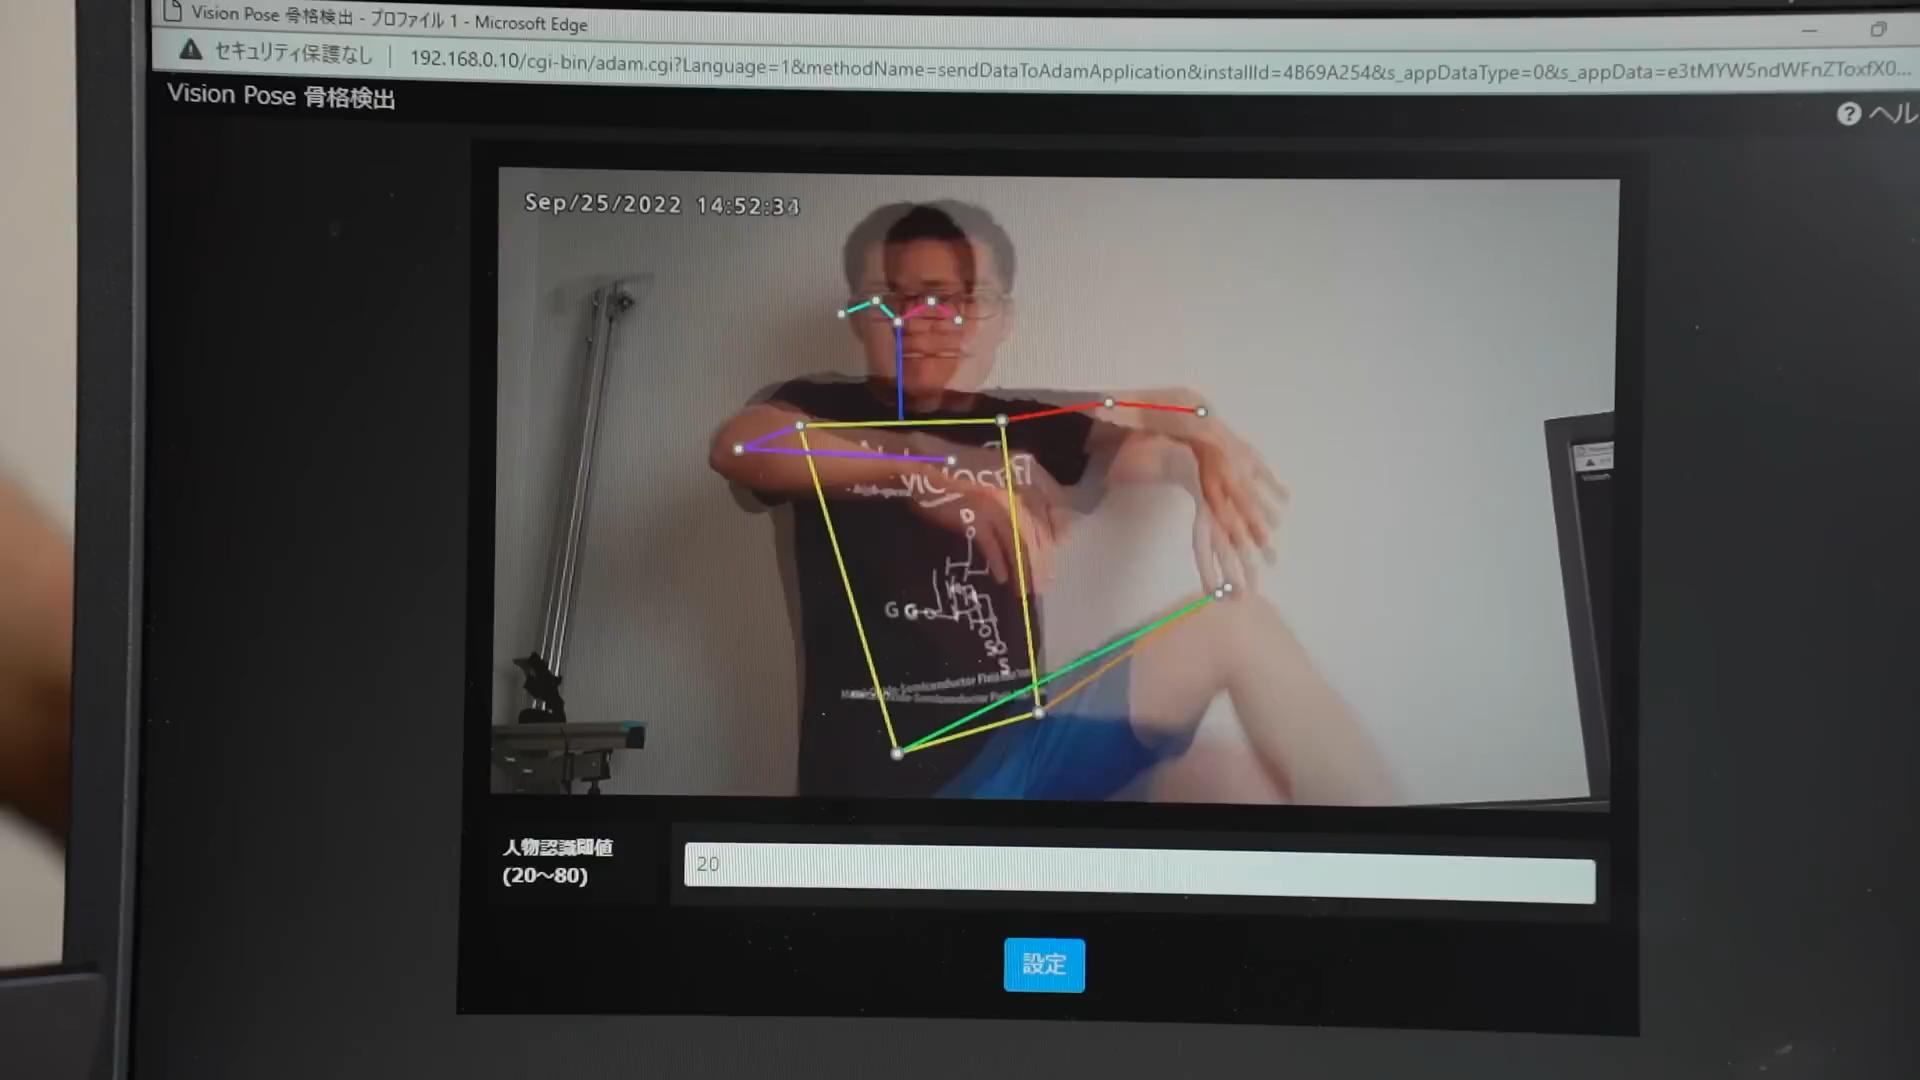 Vision Pose 骨格検出 - プロファイル 1 - Microsoft Edge
セキュリティ保護なし
192.168.0.10/cgi-bin/adam.cgi?Language=1&methodName=sendDataToAdamApplication&installId=4B69A254&s_appDataType=0&s_appData=e3tMYW5ndWFnZToxfX0...
Vision Pose 骨格検出
? ヘル
Sep/25/2022 14:52:34
D
G G
S
S
人物認識閾値
(20～80)
20
設定